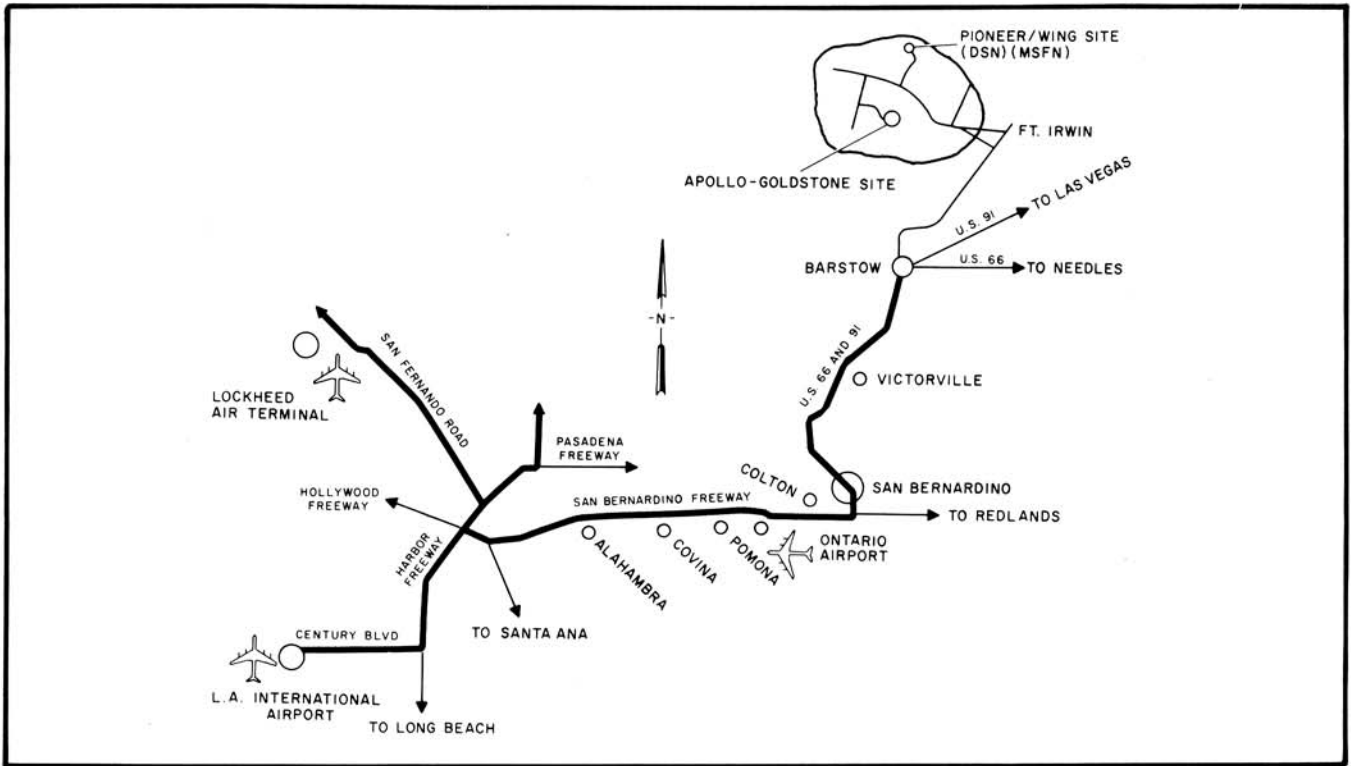 PIONEER/WING SITE
(DSN)(MSFN)
FT. IRWIN
APOLLO-GOLDSTONE SITE
TO LAS VEGAS
U.S. 91
BARSTOW
U.S. 66
TO NEEDLES
-N-
SAN FERNANDO ROAD
U.S. 66 AND 91
VICTORVILLE
LOCKHEED
AIR TERMINAL
PASADENA
FREEWAY
HOLLYWOOD
FREEWAY
SAN BERNARDINO FREEWAY
COLTON
SAN BERNARDINO
TO REDLANDS
HARBOR
FREEWAY
ALAHAMBRA
COVINA
POMONA
ONTARIO
AIRPORT
CENTURY BLVD
TO SANTA ANA
L.A. INTERNATIONAL
AIRPORT
TO LONG BEACH